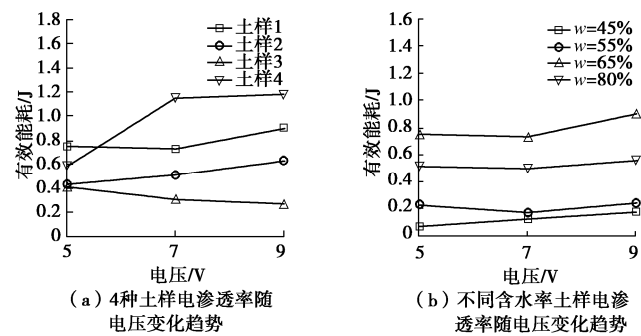 1.8
1.6
1.4
1.2
1.0
0.8
0.6
0.4
0.2
0
5
7
9
有效能耗/J
电压/V
土样1
土样2
土样3
土样4
(a)4种土样电渗透率随
电压变化趋势
1.6
1.4
1.2
1.0
0.8
0.6
0.4
0.2
0
5
7
9
有效能耗/J
电压/V
w=45%
w=55%
w=65%
w=80%
(b)不同含水率土样电渗
透率随电压变化趋势